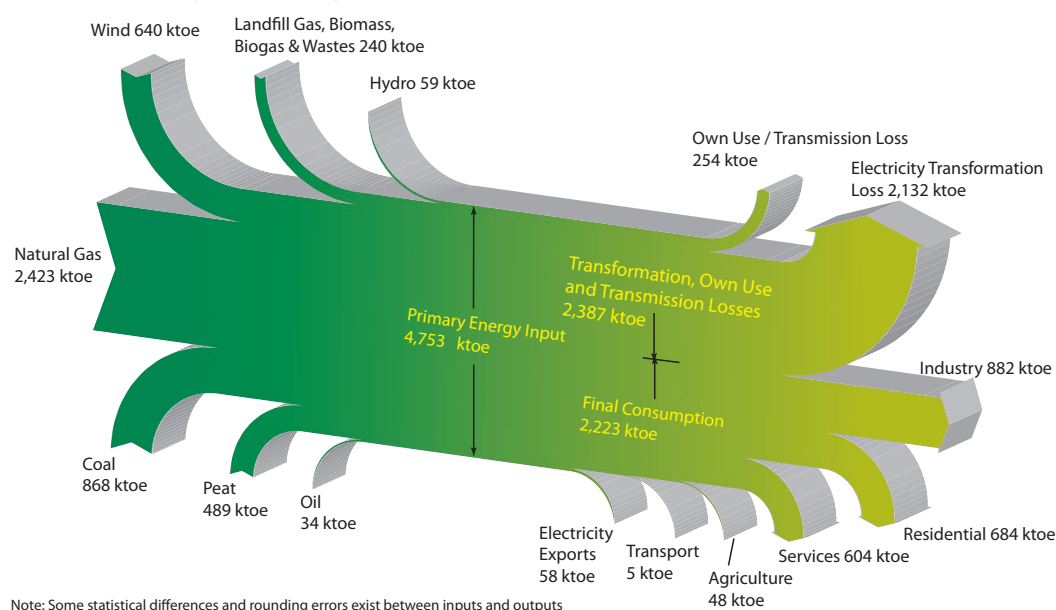 Wind 640 ktoe
Landfill Gas, Biomass,
Biogas & Wastes 240 ktoe
Hydro 59 ktoe
Own Use / Transmission Loss
254 ktoe
Electricity Transformation
Loss 2,132 ktoe
Natural Gas
2,423 ktoe
Transformation, Own Use
and Transmission Losses
2,387 ktoe
Primary Energy Input
4,753 ktoe
Industry 882 ktoe
Final Consumption
2,223 ktoe
Coal
868 ktoe
Peat
489 ktoe
Oil
34 ktoe
Electricity
Exports
58 ktoe
Transport
5 ktoe
Agriculture
48 ktoe
Services 604 ktoe
Residential 684 ktoe
Note: Some statistical differences and rounding errors exist between inputs and outputs